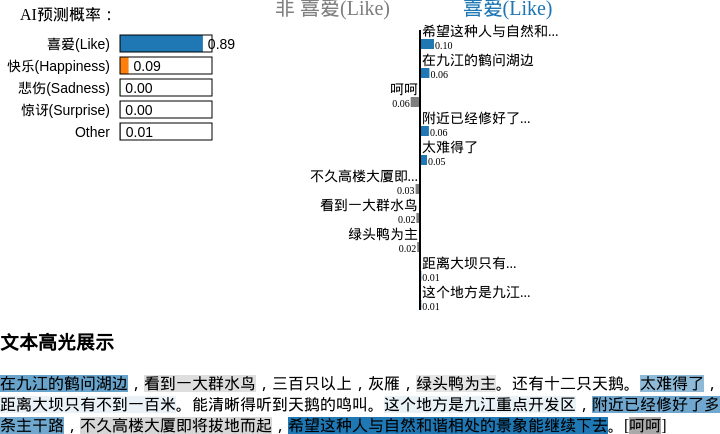 AI预测概率：
喜爱(Like) 0.89
快乐(Happiness) 0.09
悲伤(Sadness) 0.00
惊讶(Surprise) 0.00
Other 0.01
非 喜爱(Like) 喜爱(Like)
希望这种人与自然和...
0.10
在九江的鹤问湖边
0.06
呵呵
0.06
附近已经修好了...
0.06
太难得了
0.05
不久高楼大厦即...
0.03
看到一大群水鸟
0.02
绿头鸭为主
0.02
距离大坝只有...
0.01
这个地方是九江...
0.01
文本高光展示
在九江的鹤问湖边，看到一大群水鸟，三百只以上，灰雁，绿头鸭为主。还有十二只天鹅。太难得了，
距离大坝只有不到一百米。能清晰得听到天鹅的鸣叫。这个地方是九江重点开发区，附近已经修好了多
条主干路，不久高楼大厦即将拔地而起，希望这种人与自然和谐相处的景象能继续下去。[呵呵]